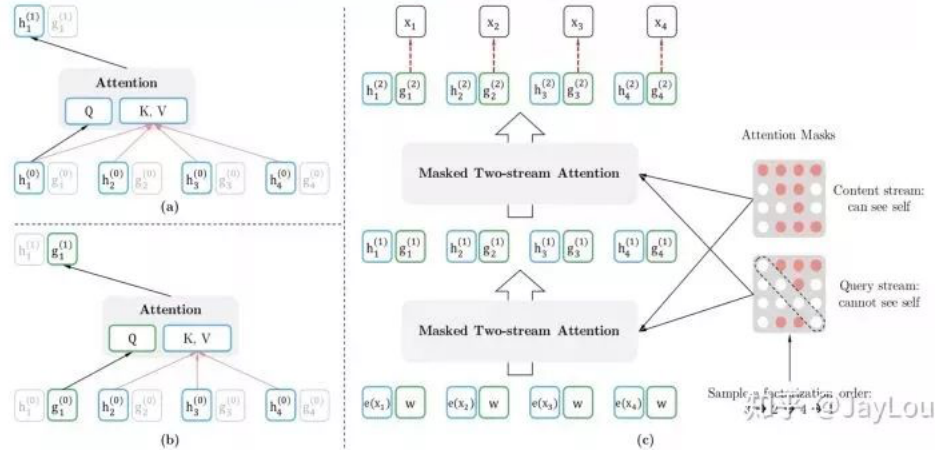 h₁⁽¹⁾ g₁⁽¹⁾
Attention
Q K, V
h₁⁽⁰⁾ g₁⁽⁰⁾ h₂⁽⁰⁾ g₂⁽⁰⁾ h₃⁽⁰⁾ g₃⁽⁰⁾ h₄⁽⁰⁾ g₄⁽⁰⁾
(a)
h₁⁽¹⁾ g₁⁽¹⁾
Attention
Q K, V
h₁⁽⁰⁾ g₁⁽⁰⁾ h₂⁽⁰⁾ g₂⁽⁰⁾ h₃⁽⁰⁾ g₃⁽⁰⁾ h₄⁽⁰⁾ g₄⁽⁰⁾
(b)
x₁ x₂ x₃ x₄
h₁⁽²⁾ g₁⁽²⁾ h₂⁽²⁾ g₂⁽²⁾ h₃⁽²⁾ g₃⁽²⁾ h₄⁽²⁾ g₄⁽²⁾
Masked Two-stream Attention
h₁⁽¹⁾ g₁⁽¹⁾ h₂⁽¹⁾ g₂⁽¹⁾ h₃⁽¹⁾ g₃⁽¹⁾ h₄⁽¹⁾ g₄⁽¹⁾
Masked Two-stream Attention
e(x₁) w e(x₂) w e(x₃) w e(x₄) w
(c)
Attention Masks
Content stream:
can see self
Query stream:
cannot see self
Sample a factorization order:
知乎 @JayLou